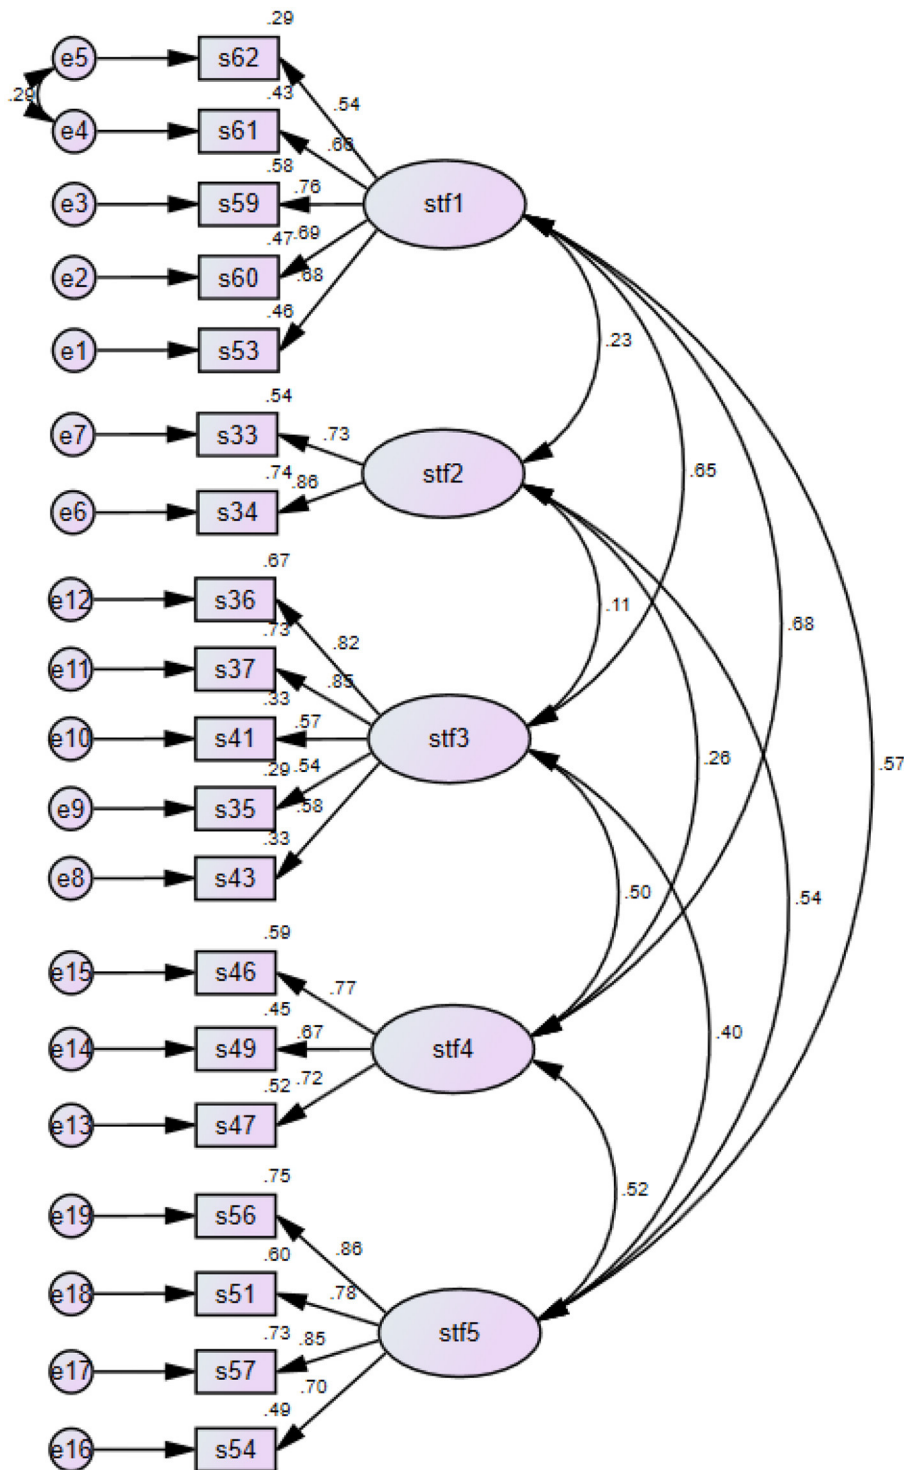 .29
e5 s62
.54
.29
.43
e4 s61
.66
.58
e3 s59 .76 stf1
.47 .69
e2 s60
.68
.46
e1 s53
.23
.54
e7 s33 .73
stf2
.74 .86
e6 s34
.65
.67
e12 s36
.11
.68
.73 .82
e11 s37 .85
.33
e10 s41 .57 stf3
.26
.57
.29 .54
e9 s35 .58
.33
e8 s43
.50
.54
.59
e15 s46 .77
.45
e14 s49 .67 stf4
.40
.52 .72
e13 s47
.52
.75
e19 s56
.86
.60
e18 s51 .78
stf5
.73 .85
e17 s57
.70
.49
e16 s54